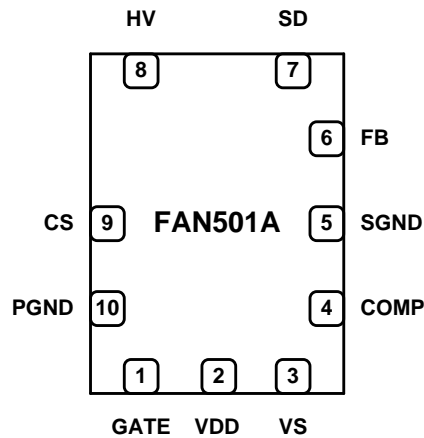 HV SD
8 7
6 FB
CS 9 FAN501A 5 SGND
PGND 10 4 COMP
1 2 3
GATE VDD VS